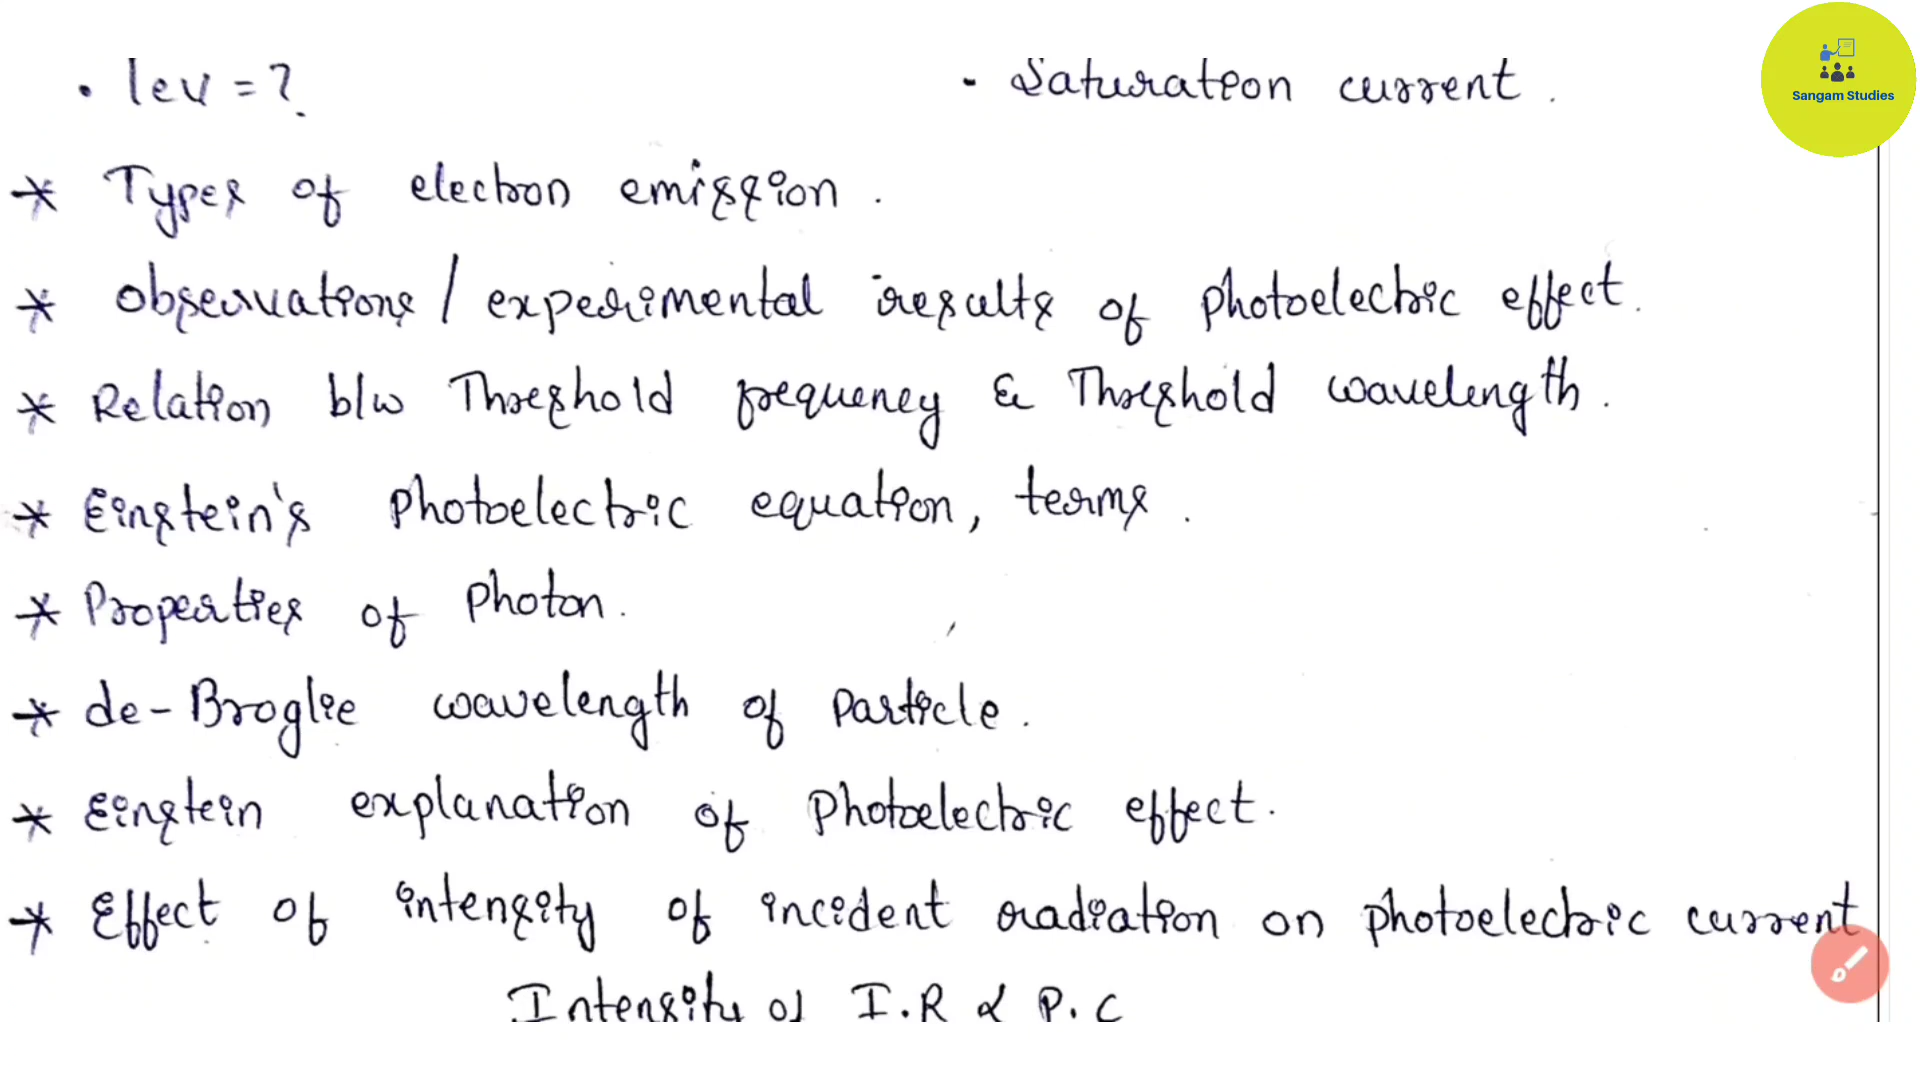 • 1eV = ?
- Saturation current.
Sangam Studies
* Types of electron emission.
* Observations / experimental results of photoelectric effect.
* Relation b/w Threshold frequency & Threshold wavelength.
* Einstein's photoelectric equation, terms.
* Properties of photon.
* de-Broglie wavelength of particle.
* Einstein explanation of photoelectric effect.
* Effect of intensity of incident radiation on photoelectric current
Intensity of I.R ∝ P.C